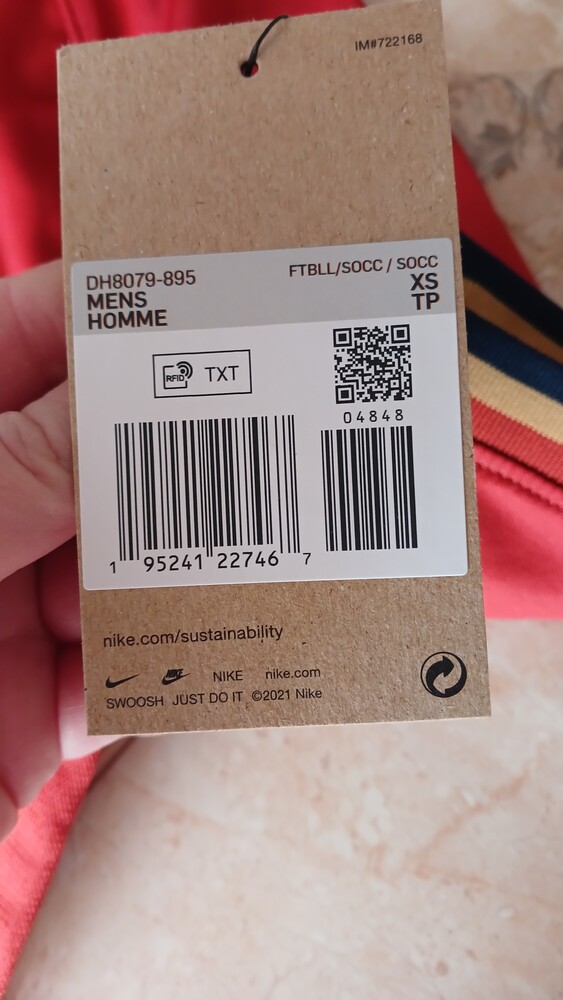 IM#722168
DH8079-895
MENS
HOMME
FTBLL/SOCC / SOCC
XS
TP
RFID TXT
04848
1 95241 22746 7
nike.com/sustainability
NIKE nike.com
SWOOSH JUST DO IT ©2021 Nike